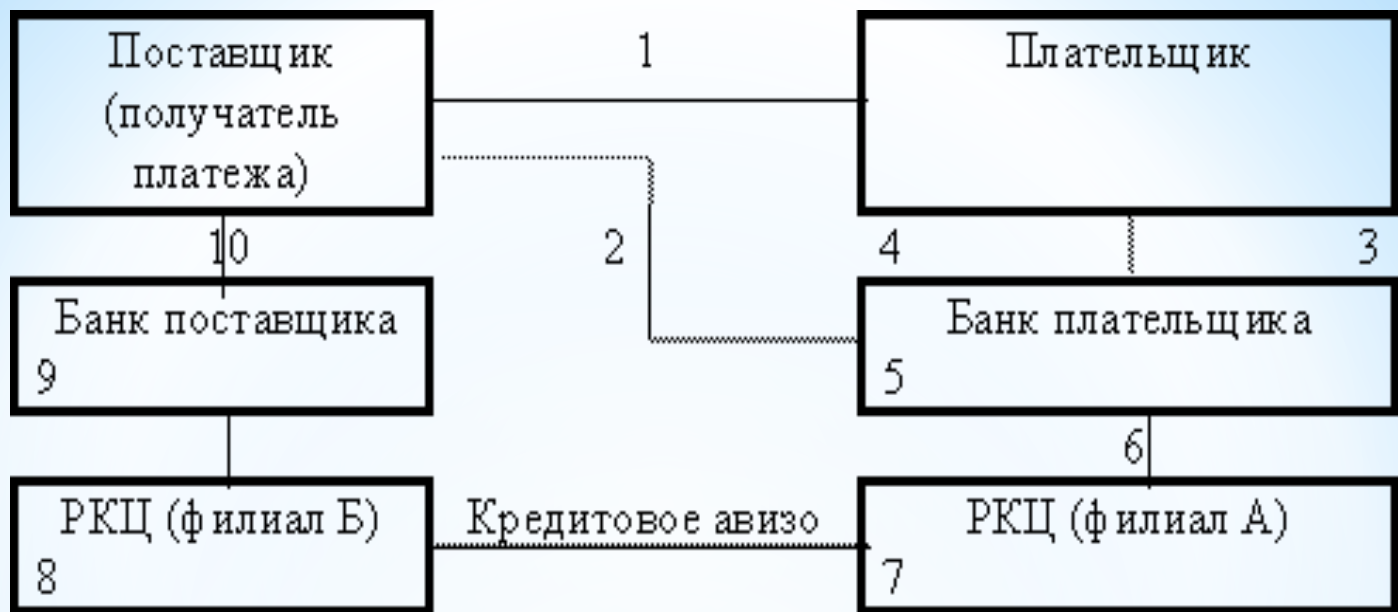 Поставщик
(получатель
платежа)
1
Плательщик
10
2
4
3
Банк поставщика
9
Банк плательщика
5
6
РКЦ (филиал Б)
8
Кредитовое авизо
РКЦ (филиал А)
7